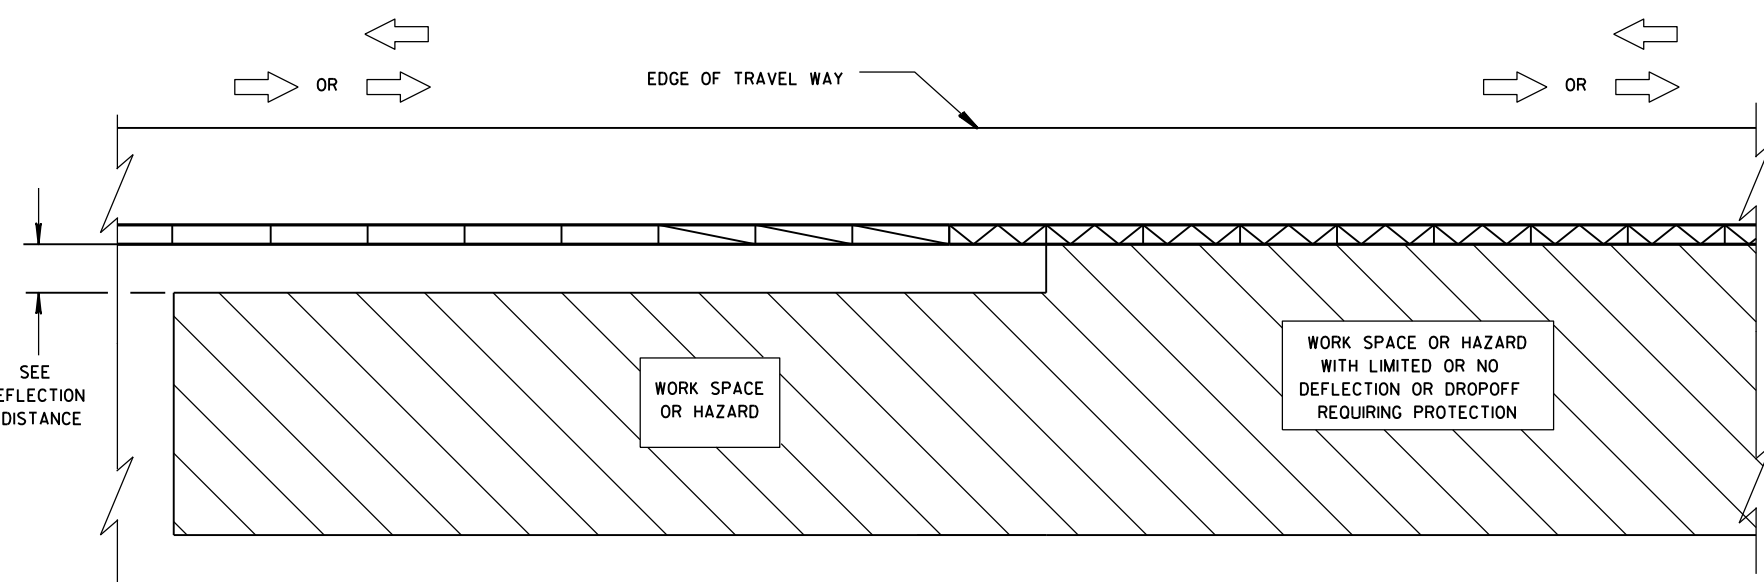 OR
EDGE OF TRAVEL WAY
OR
SEE
EFLECTION
DISTANCE
WORK SPACE
OR HAZARD
WORK SPACE OR HAZARD
WITH LIMITED OR NO
DEFLECTION OR DROPOFF
REQUIRING PROTECTION